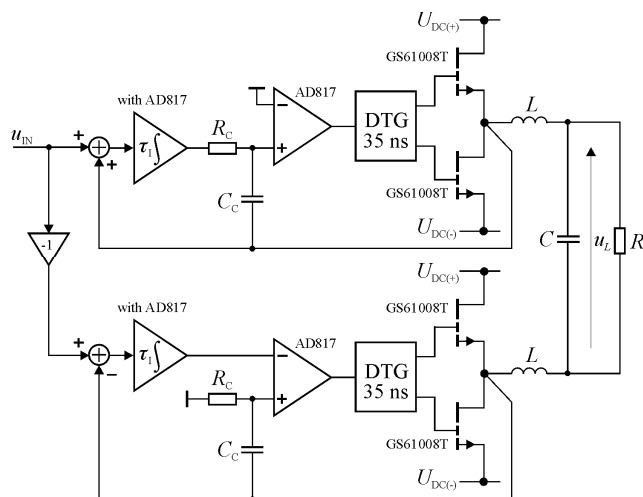 U_DC(+)
GS61008T
with AD817
AD817
u_IN
+
+
τ_I ∫
R_C
−
+
DTG
35 ns
L
GS61008T
C_C
U_DC(-)
-1
C
u_L
R
U_DC(+)
with AD817
GS61008T
AD817
+
−
τ_I ∫
−
+
R_C
DTG
35 ns
L
C_C
GS61008T
U_DC(-)